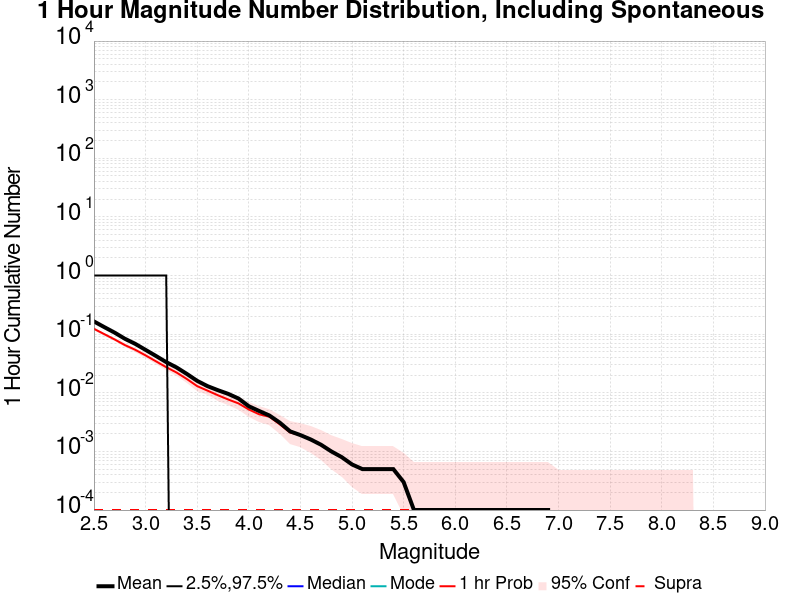 1 Hour Magnitude Number Distribution, Including Spontaneous
1 Hour Cumulative Number
10^4
10^3
10^2
10^1
10^0
10^-1
10^-2
10^-3
10^-4
2.5 3.0 3.5 4.0 4.5 5.0 5.5 6.0 6.5 7.0 7.5 8.0 8.5 9.0
Magnitude
Mean 2.5%,97.5% Median Mode 1 hr Prob 95% Conf Supra